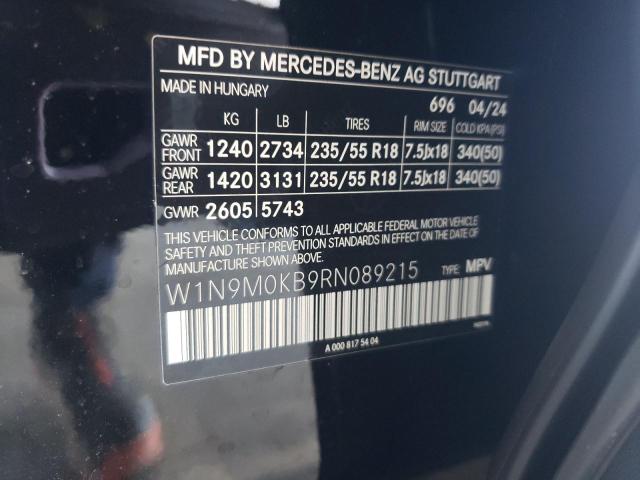 MFD BY MERCEDES-BENZ AG STUTTGART
MADE IN HUNGARY
696 04/24
KG LB TIRES RIM SIZE COLD KPA (PSI)
GAWR FRONT 1240 2734 235/55 R18 7.5Jx18 340(50)
GAWR REAR 1420 3131 235/55 R18 7.5Jx18 340(50)
GVWR 2605 5743
THIS VEHICLE CONFORMS TO ALL APPLICABLE FEDERAL MOTOR VEHICLE
SAFETY AND THEFT PREVENTION STANDARDS IN EFFECT ON THE DATE OF
MANUFACTURE SHOWN ABOVE.
W1N9M0KB9RN089215 TYPE: MPV
A 000 817 54 04